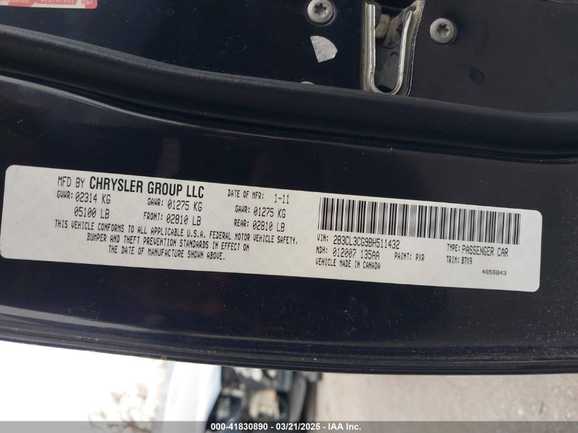 MFD BY CHRYSLER GROUP LLC
DATE OF MFR: 1-11
GVWR: 02314 KG
05100 LB
GAWR: 01275 KG
FRONT: 02810 LB
GAWR: 01275 KG
REAR: 02810 LB
THIS VEHICLE CONFORMS TO ALL APPLICABLE U.S.A. FEDERAL MOTOR VEHICLE SAFETY,
BUMPER AND THEFT PREVENTION STANDARDS IN EFFECT ON
THE DATE OF MANUFACTURE SHOWN ABOVE.
VIN: 2B3CL3CG9BH511432
TYPE: PASSENGER CAR
MDH: 012007 135AA
PAINT: PXR
TRIM: BTX9
VEHICLE MADE IN CANADA
000-41830890 - 03/21/2025 - IAA Inc.